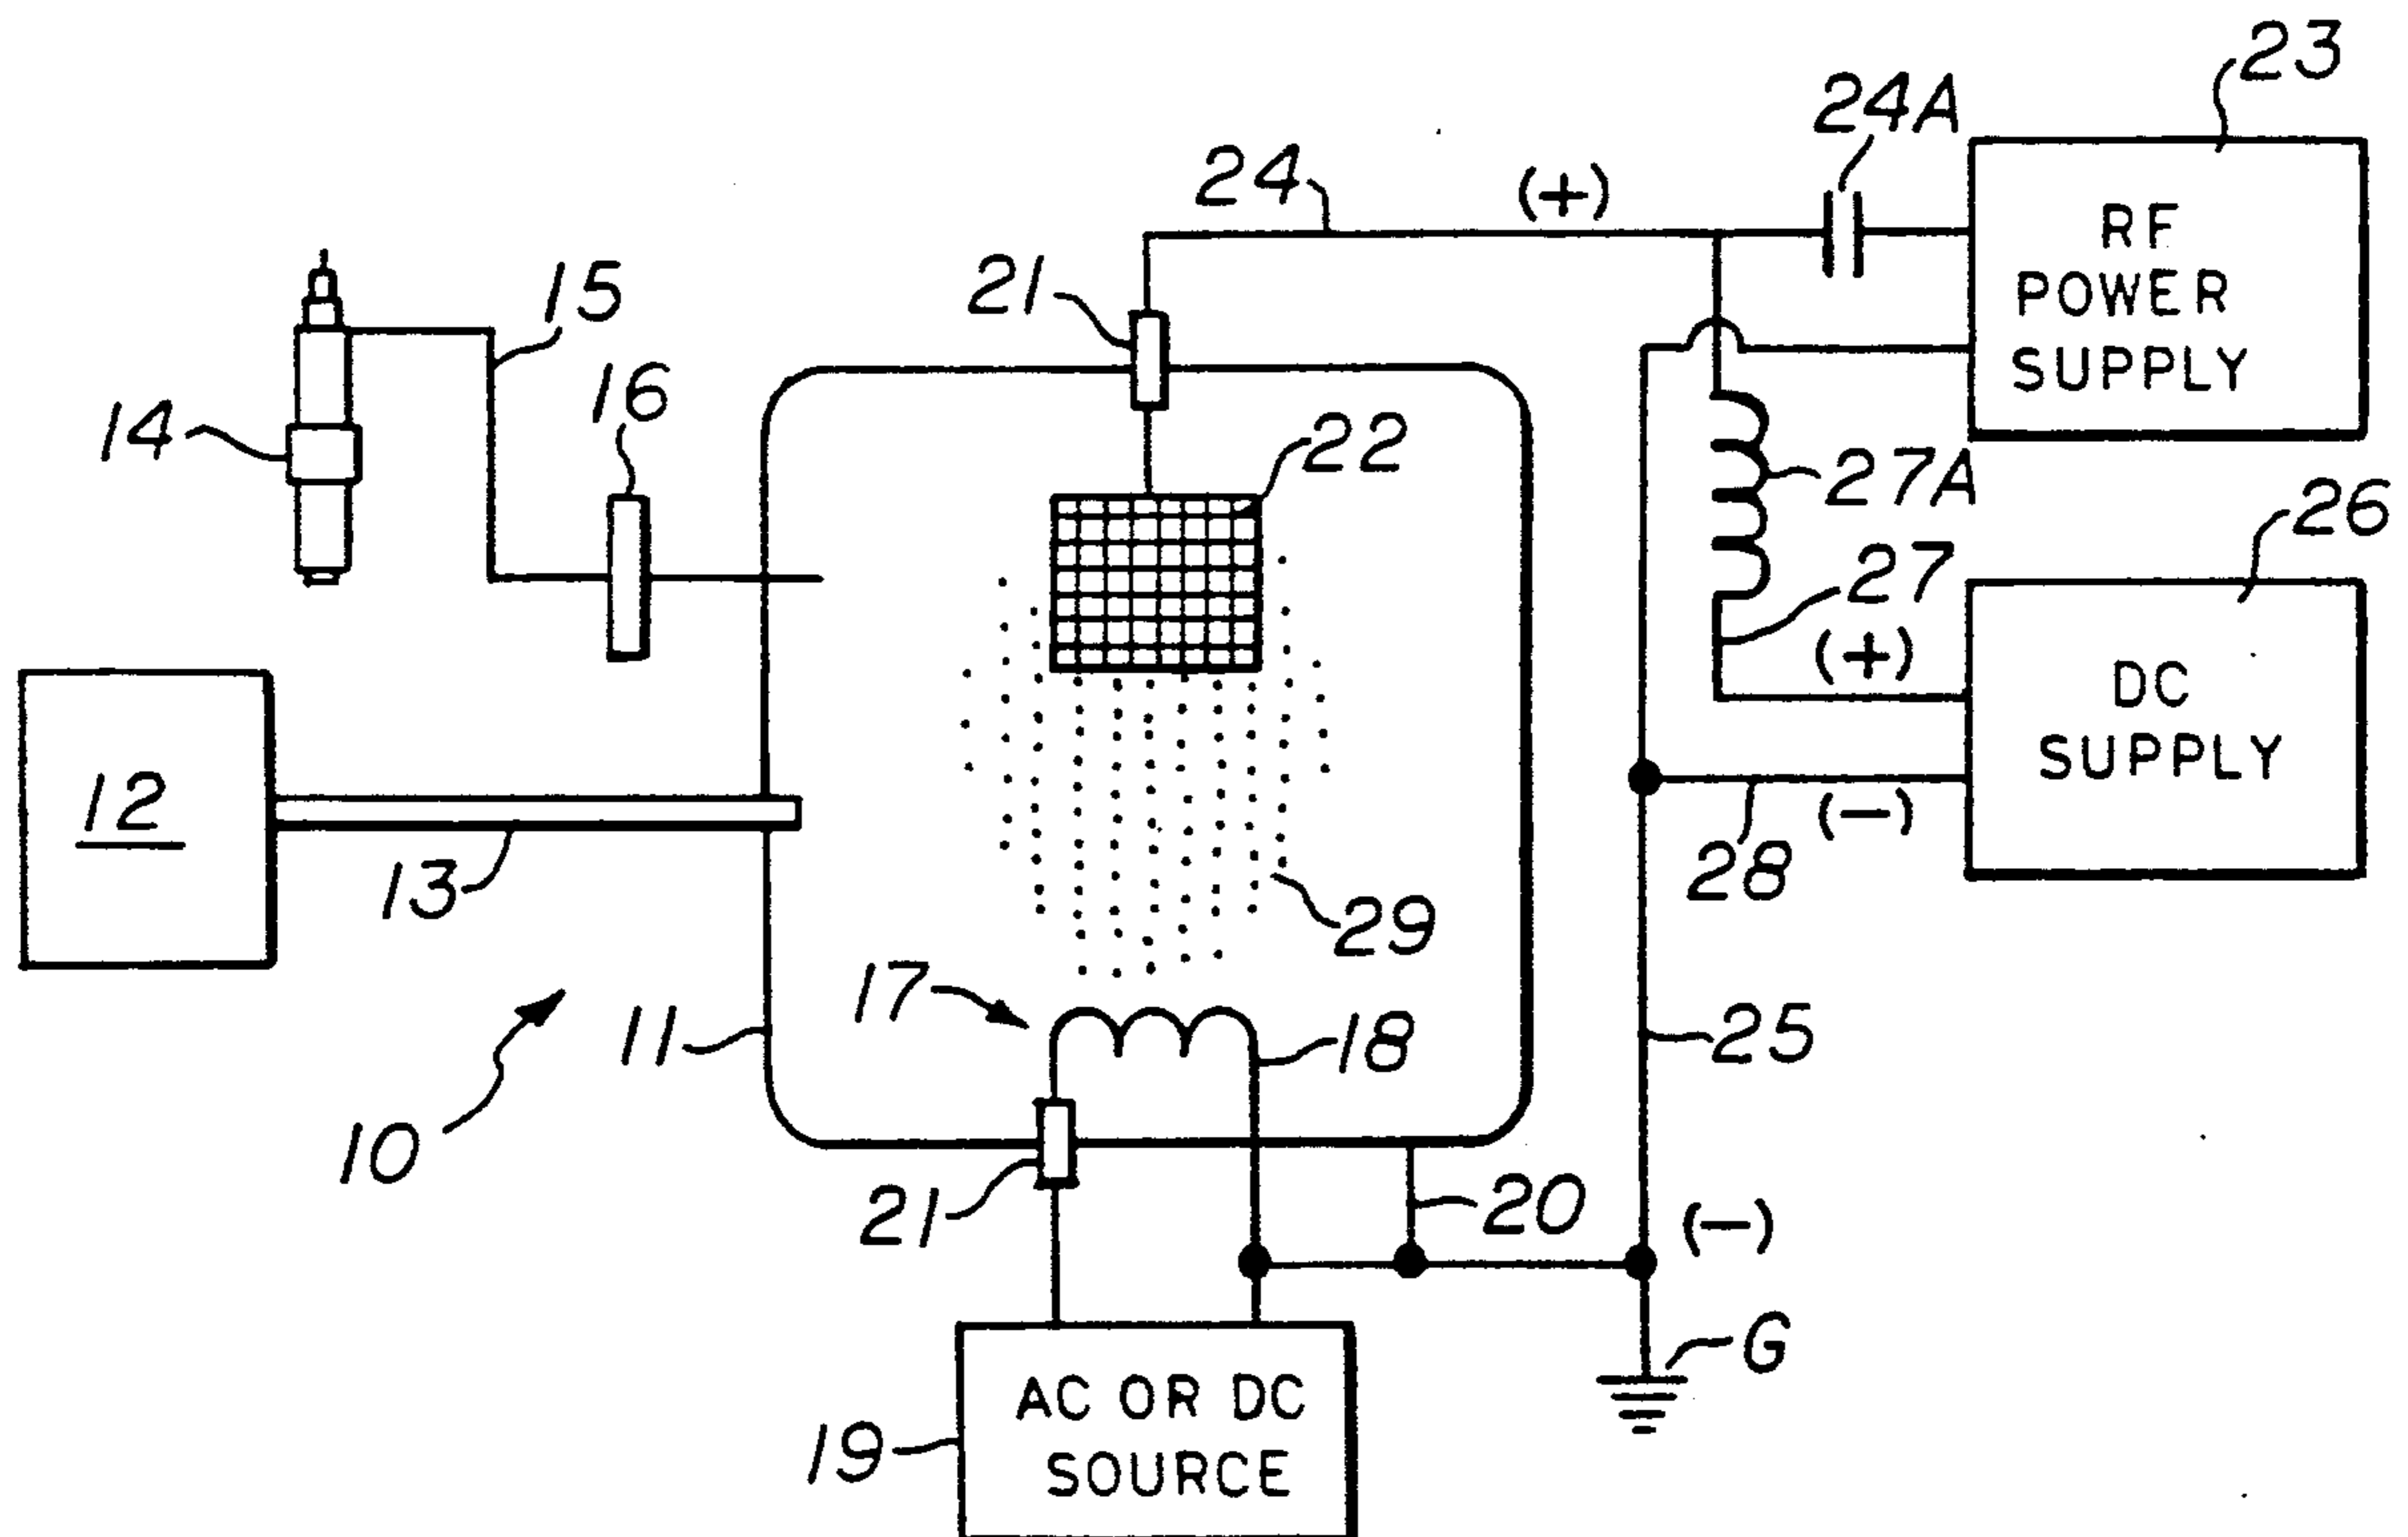 23
24A
24
(+)
RF
POWER
SUPPLY
21
15
16
14
22
27A
26
27
(+)
DC
SUPPLY
12
(-)
28
13
29
17
11
18
25
10
21
20
(-)
G
AC OR DC
SOURCE
19